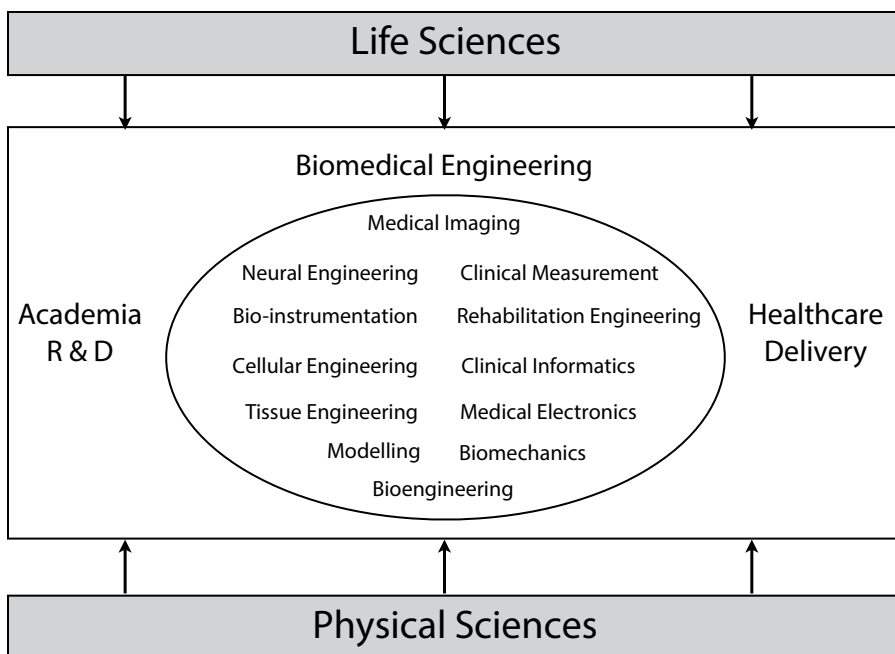 Life Sciences
Biomedical Engineering
Medical Imaging
Neural Engineering
Clinical Measurement
Academia
R & D
Bio-instrumentation
Rehabilitation Engineering
Healthcare
Delivery
Cellular Engineering
Clinical Informatics
Tissue Engineering
Medical Electronics
Modelling
Biomechanics
Bioengineering
Physical Sciences